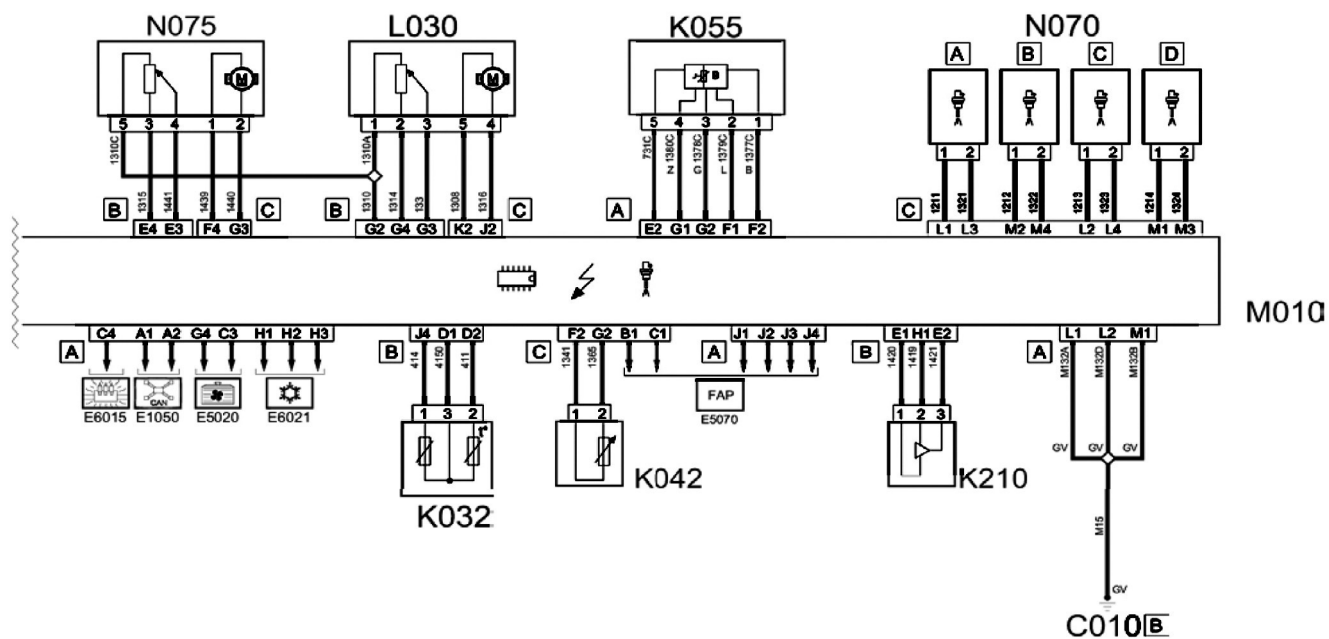 N075 L030 K055 N070
A B C D
M M B
5 3 4 1 2 1 2 3 5 4 5 4 3 2 1 1 2 1 2 1 2 1 2
1310C 1315 1441 1439 1440 1310A 1310 1314 133 1308 1316 731C 1380C 1378C 1379C 1377C 1211 1321 1212 1322 1213 1323 1214 1324
Z G L B
B C B C A C
E4 E3 F4 G3 G2 G4 G3 K2 J2 E2 G1 G2 F1 F2 L1 L3 M2 M4 L2 L4 M1 M3
M010
C4 A1 A2 G4 C3 H1 H2 H3 J4 D1 D2 F2 G2 B1 C1 J1 J2 J3 J4 E1 H1 E2 L1 L2 M1
A B C A B A
414 4150 411 1341 1365 1420 1419 1421 M132A M132D M132B
CAN FAP
E6015 E1050 E5020 E6021 E5070
1 3 2 1 2 1 2 3
t°
GV GV GV
K032 K042 K210
M15
GV
C010 B